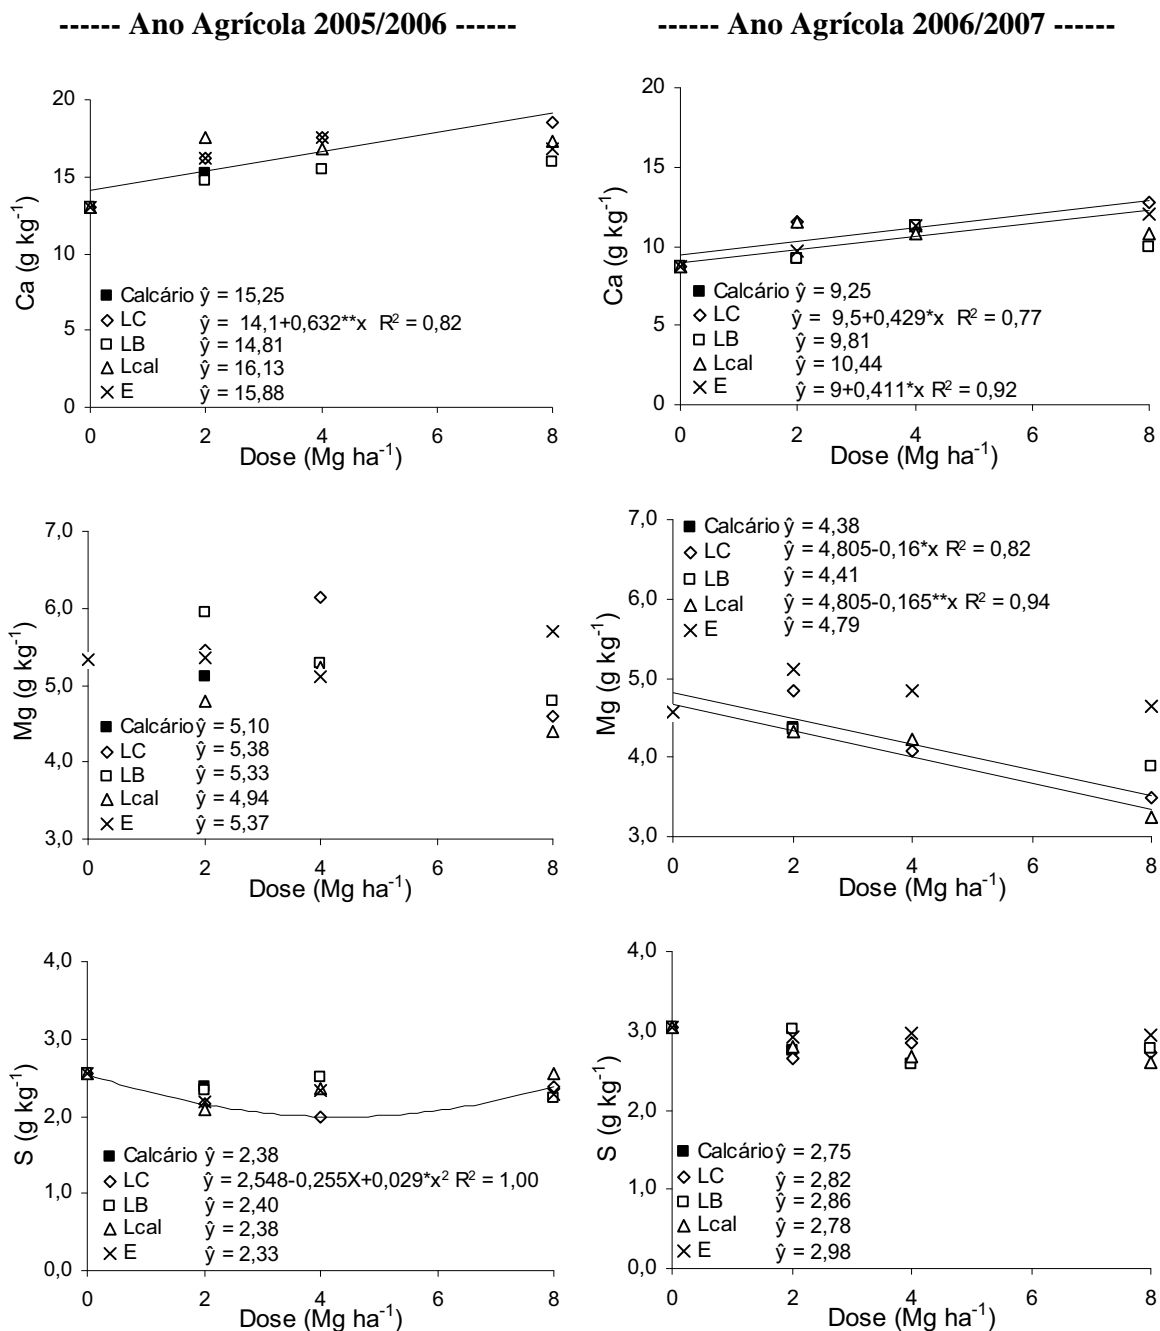 ------ Ano Agrícola 2005/2006 ------
20
15
10
5
0
Ca (g kg⁻¹)
Calcário ŷ = 15,25
LC ŷ = 14,1+0,632**x R² = 0,82
LB ŷ = 14,81
Lcal ŷ = 16,13
E ŷ = 15,88
0 2 4 6 8
Dose (Mg ha⁻¹)
------ Ano Agrícola 2006/2007 ------
20
15
10
5
0
Ca (g kg⁻¹)
Calcário ŷ = 9,25
LC ŷ = 9,5+0,429*x R² = 0,77
LB ŷ = 9,81
Lcal ŷ = 10,44
E ŷ = 9+0,411*x R² = 0,92
0 2 4 6 8
Dose (Mg ha⁻¹)
7,0
6,0
5,0
4,0
3,0
Mg (g kg⁻¹)
Calcário ŷ = 5,10
LC ŷ = 5,38
LB ŷ = 5,33
Lcal ŷ = 4,94
E ŷ = 5,37
0 2 4 6 8
Dose (Mg ha⁻¹)
7,0
6,0
5,0
4,0
3,0
Mg (g kg⁻¹)
Calcário ŷ = 4,38
LC ŷ = 4,805-0,16*x R² = 0,82
LB ŷ = 4,41
Lcal ŷ = 4,805-0,165**x R² = 0,94
E ŷ = 4,79
0 2 4 6 8
Dose (Mg ha⁻¹)
4,0
3,0
2,0
1,0
0,0
S (g kg⁻¹)
Calcário ŷ = 2,38
LC ŷ = 2,548-0,255X+0,029*x² R² = 1,00
LB ŷ = 2,40
Lcal ŷ = 2,38
E ŷ = 2,33
0 2 4 6 8
Dose (Mg ha⁻¹)
4,0
3,0
2,0
1,0
0,0
S (g kg⁻¹)
Calcário ŷ = 2,75
LC ŷ = 2,82
LB ŷ = 2,86
Lcal ŷ = 2,78
E ŷ = 2,98
0 2 4 6 8
Dose (Mg ha⁻¹)